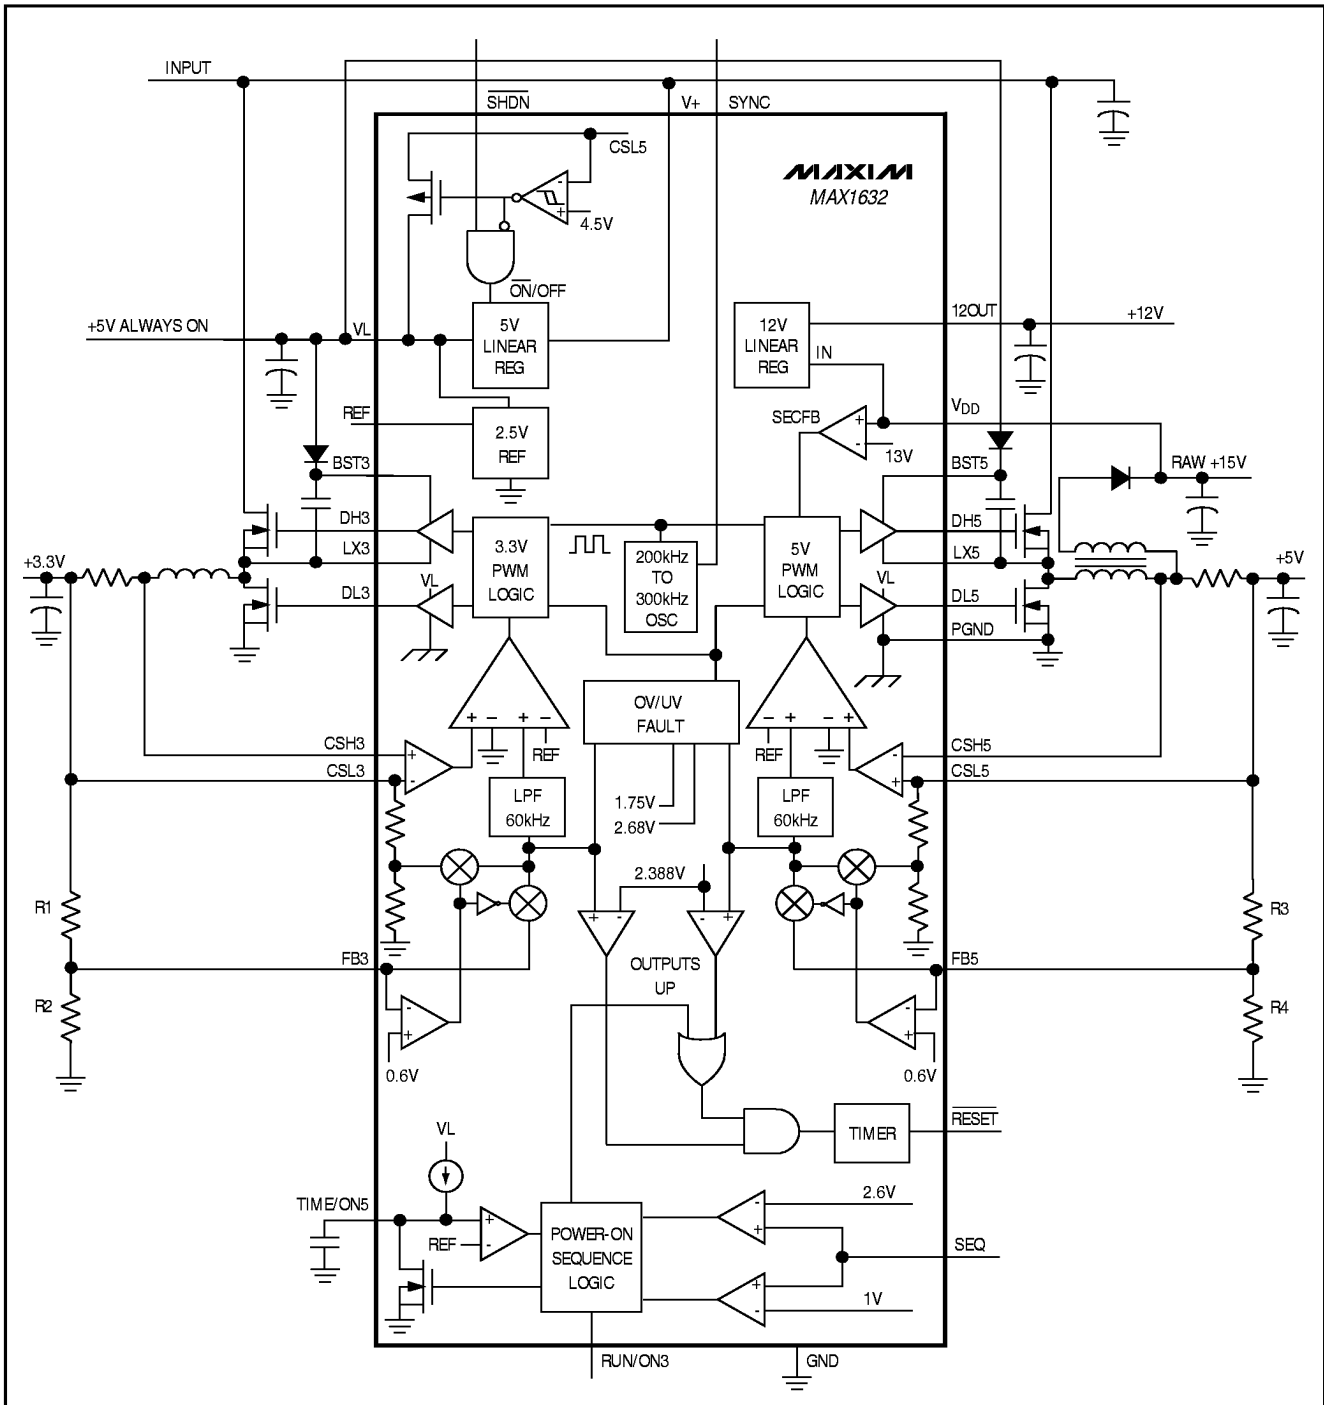 INPUT
SHDN
V+
SYNC
CSL5
MAXIM
MAX1632
-
+
4.5V
ON/OFF
+5V ALWAYS ON
VL
5V
LINEAR
REG
12V
LINEAR
REG
12OUT
+12V
IN
REF
2.5V
REF
SECFB
+
-
13V
VDD
BST3
BST5
RAW +15V
DH3
LX3
3.3V
PWM
LOGIC
200kHz
TO
300kHz
OSC
5V
PWM
LOGIC
DH5
LX5
+3.3V
+5V
DL3
VL
VL
DL5
PGND
+ - + -
REF
OV/UV
FAULT
- + - +
REF
CSH3
+
CSL3
-
CSH5
-
CSL5
+
LPF
60kHz
1.75V
2.68V
LPF
60kHz
2.388V
R1
R3
+ -
- +
FB3
OUTPUTS
UP
FB5
R2
R4
-
+
0.6V
-
+
0.6V
RESET
TIMER
VL
TIME/ON5
+
REF
-
POWER-ON
SEQUENCE
LOGIC
-
+
2.6V
SEQ
+
-
1V
RUN/ON3
GND